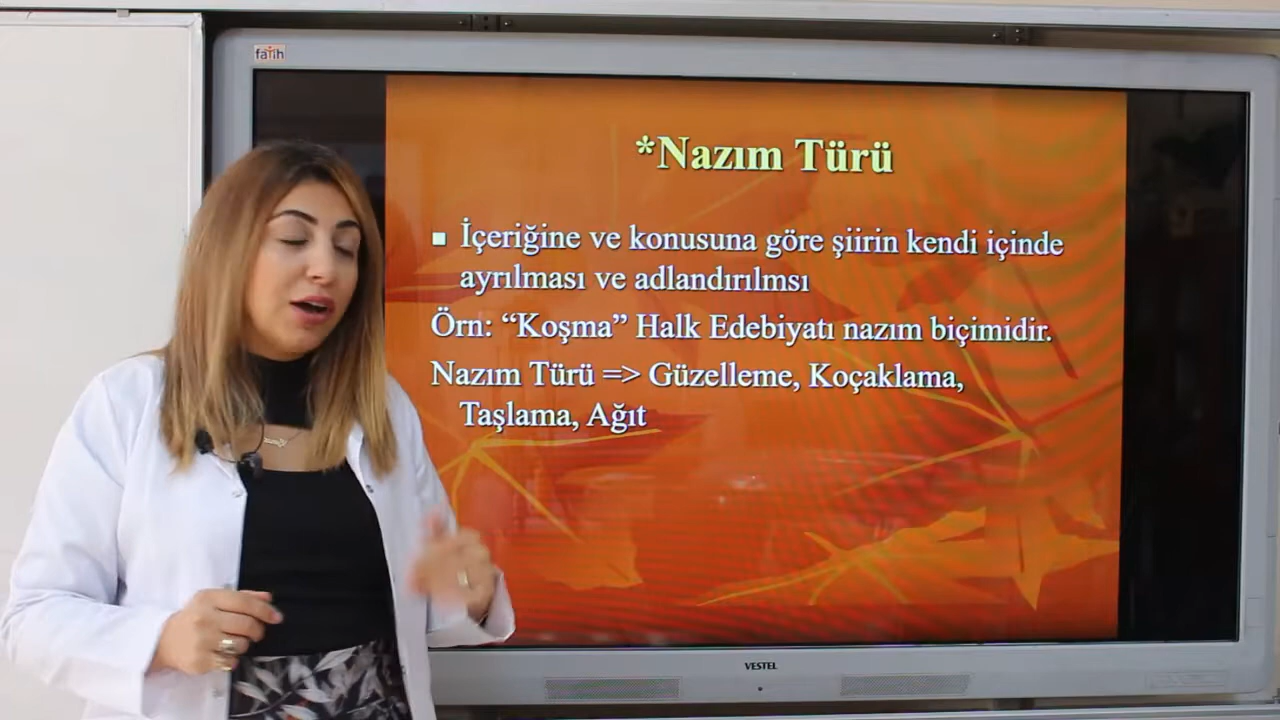 fatih
*Nazım Türü
İçeriğine ve konusuna göre şiirin kendi içinde
ayrılması ve adlandırılmsı
Örn: “Koşma” Halk Edebiyatı nazım biçimidir.
Nazım Türü => Güzelleme, Koçaklama,
Taşlama, Ağıt
VESTEL